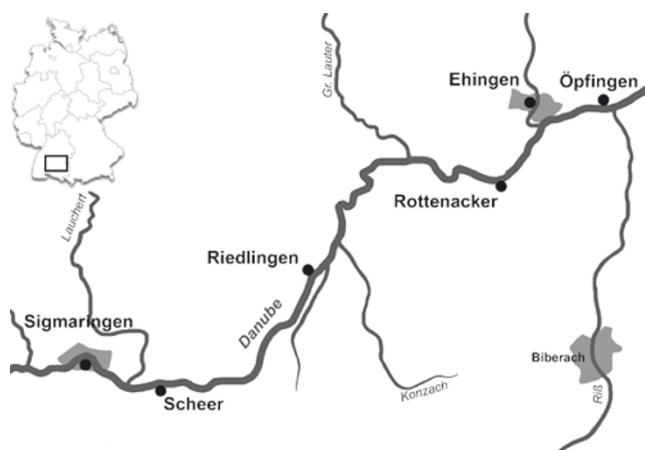 Gr. Lauter
Ehingen
Öpfingen
Rottenacker
Lauchert
Riedlingen
Danube
Sigmaringen
Biberach
Scheer
Konzach
Riß